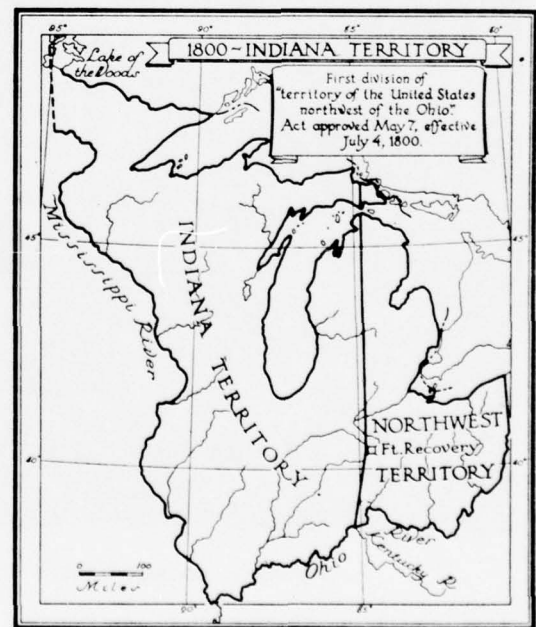 95°
90°
85°
80°
Lake of
the Woods
1800~INDIANA TERRITORY
First division of
"territory of the United States
northwest of the Ohio."
Act approved May 7, effective
July 4, 1800.
45°
45°
Mississippi River
INDIANA
TERRITORY
NORTHWEST
Ft. Recovery
TERRITORY
40°
40°
Ohio
River
Kentucky R
0
100
Miles
90°
85°